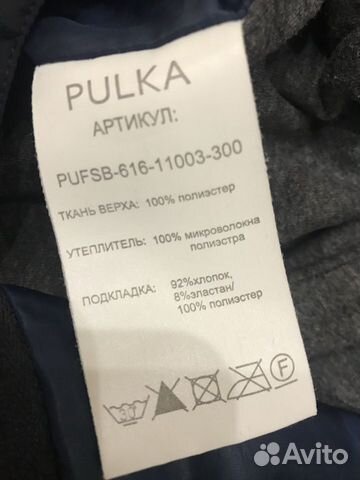 PULKA
АРТИКУЛ:
PUFSB-616-11003-300
ТКАНЬ ВЕРХА: 100% полиэстер
УТЕПЛИТЕЛЬ: 100% микроволокна
полиэстра
ПОДКЛАДКА: 92%хлопок,
8%эластан/
100% полиэстер
F
Avito